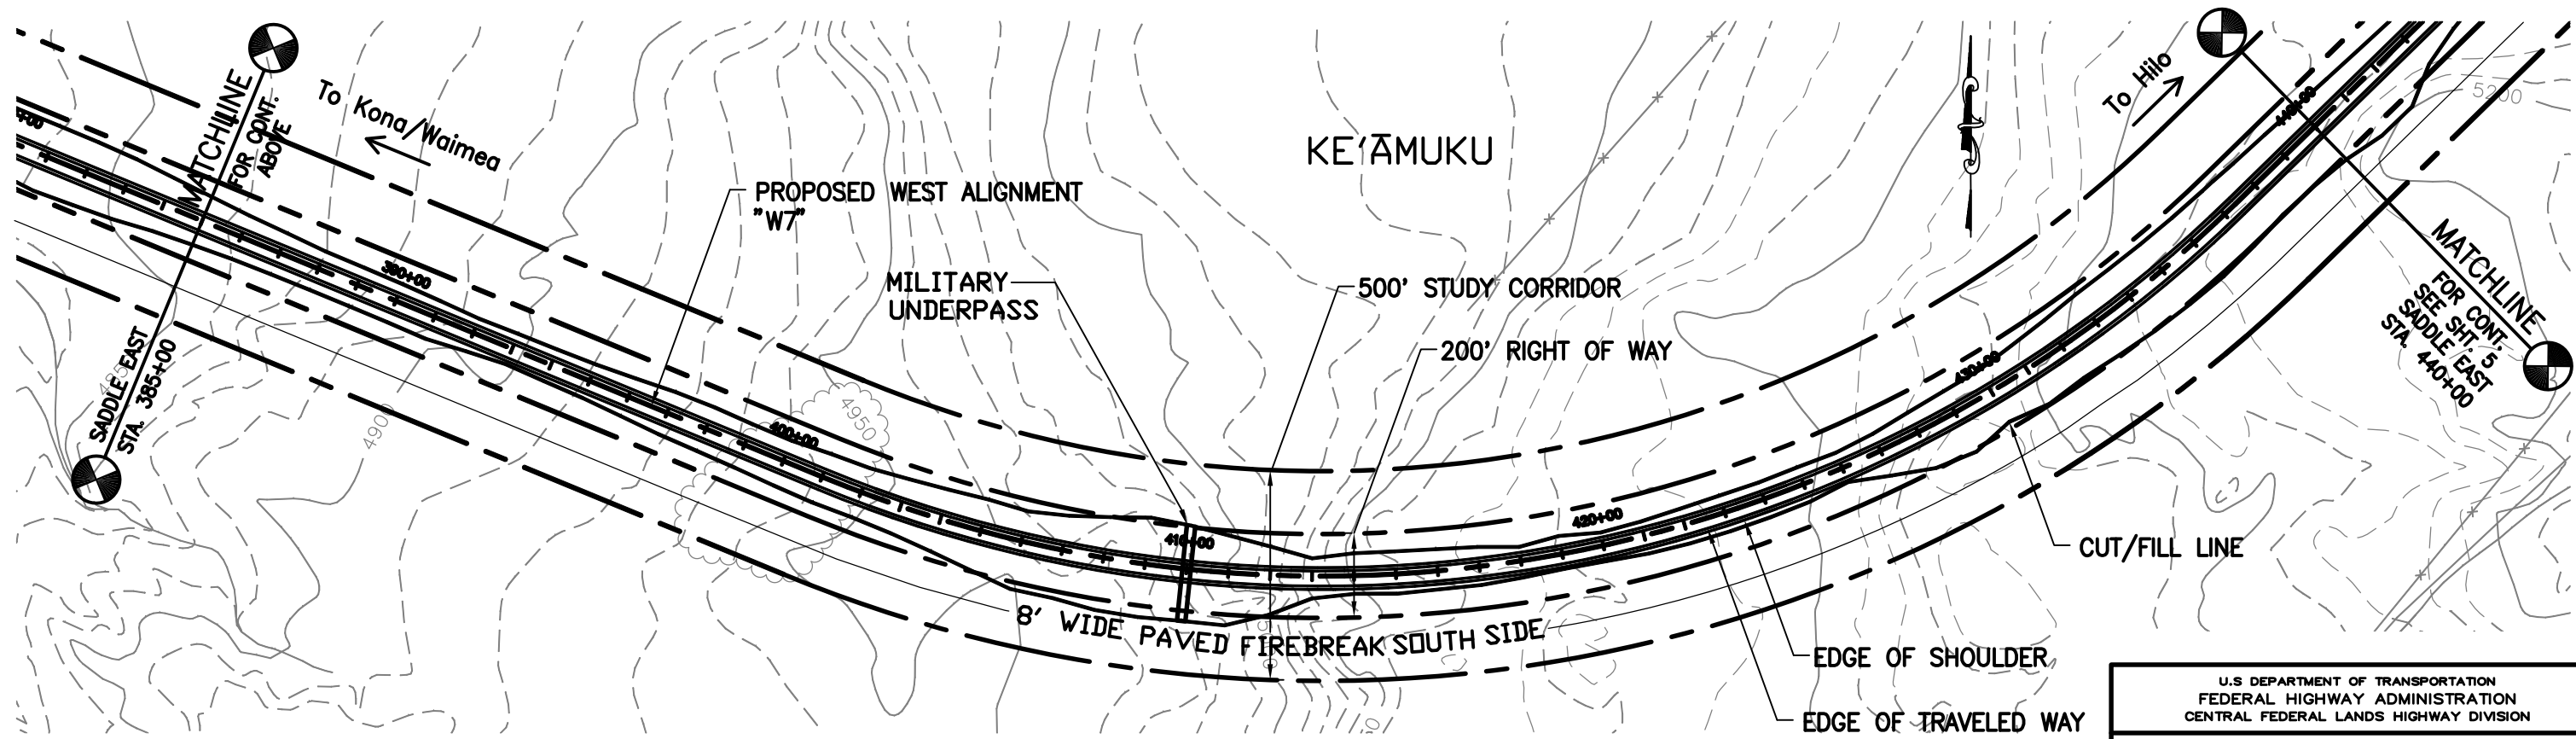 MATCHLINE
FOR CONT.
ABOVE
SADDLE EAST
STA. 385+00
To Kona/Waimea
PROPOSED WEST ALIGNMENT
"W7"
MILITARY
UNDERPASS
KE'ĀMUKU
500' STUDY CORRIDOR
200' RIGHT OF WAY
To Hilo
5200
MATCHLINE
FOR CONT.
SEE SHT. 5
SADDLE EAST
STA. 440+00
+00
390+00
400+00
410+00
420+00
430+00
440+00
4950
8' WIDE PAVED FIREBREAK SOUTH SIDE
CUT/FILL LINE
EDGE OF SHOULDER
EDGE OF TRAVELED WAY
U.S DEPARTMENT OF TRANSPORTATION
FEDERAL HIGHWAY ADMINISTRATION
CENTRAL FEDERAL LANDS HIGHWAY DIVISION